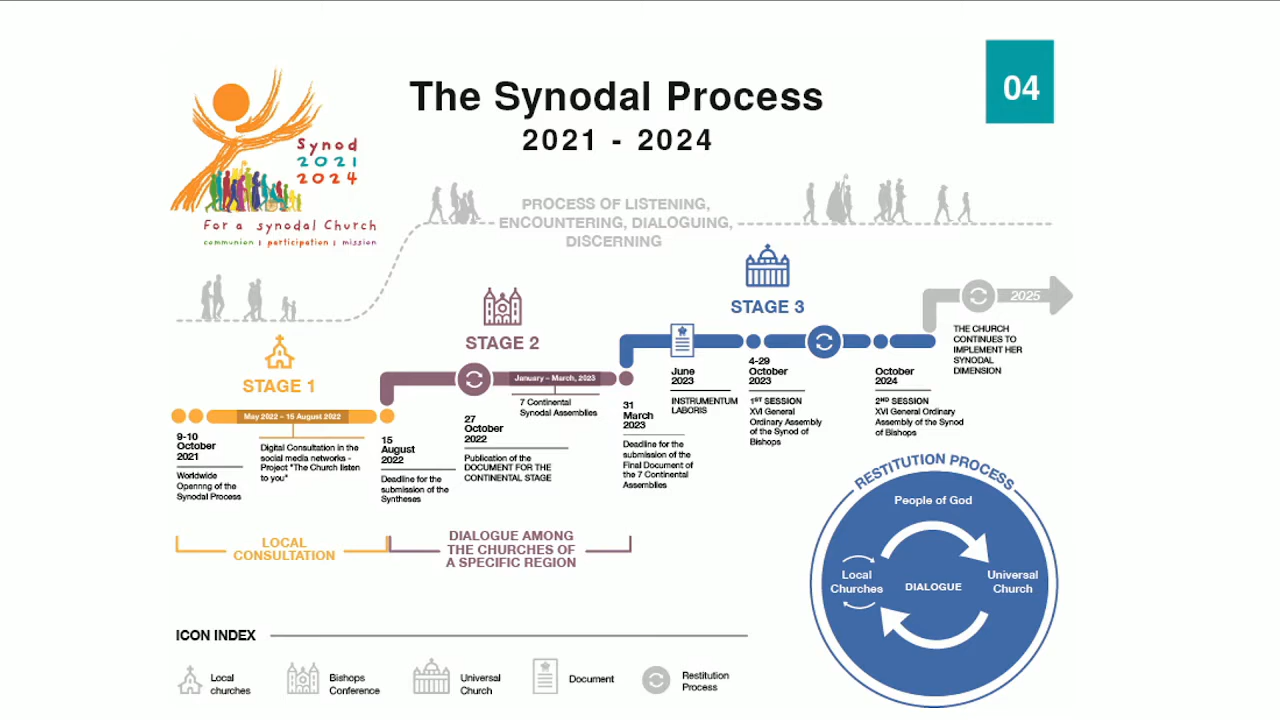 The Synodal Process
2021 - 2024
04
Synod
2021
2024
For a synodal Church
communion | participation | mission
PROCESS OF LISTENING,
ENCOUNTERING, DIALOGUING,
DISCERNING
STAGE 1
May 2022 – 15 August 2022
9-10
October
2021
Worldwide
Openning of the
Synodal Process
Digital Consultation in the
social media networks -
Project "The Church listen
to you"
STAGE 2
January – March, 2023
15
August
2022
Deadline for the
submission of the
Syntheses
27
October
2022
Publication of the
DOCUMENT FOR THE
CONTINENTAL STAGE
7 Continental
Synodal Assemblies
31
March
2023
Deadline for the
submission of the
Final Document of
the 7 Continental
Assemblies
STAGE 3
June
2023
INSTRUMENTUM
LABORIS
4-29
October
2023
1ST SESSION
XVI General
Ordinary Assembly
of the Synod of
Bishops
October
2024
2ND SESSION
XVI General Ordinary
Assembly of the Synod
of Bishops
2025
THE CHURCH
CONTINUES TO
IMPLEMENT HER
SYNODAL
DIMENSION
LOCAL
CONSULTATION
DIALOGUE AMONG
THE CHURCHES OF
A SPECIFIC REGION
RESTITUTION PROCESS
People of God
Local
Churches
DIALOGUE
Universal
Church
ICON INDEX
Local
churches
Bishops
Conference
Universal
Church
Document
Restitution
Process